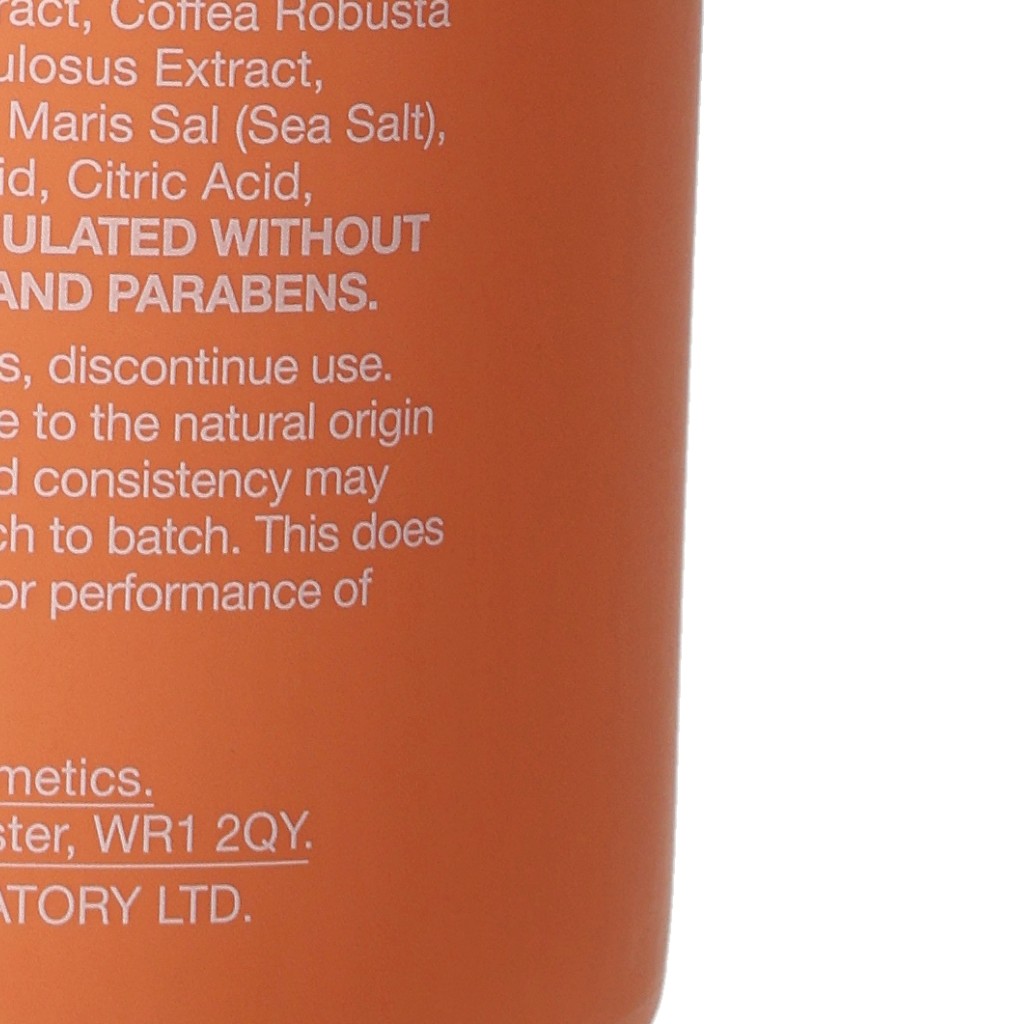 ract, Coffea Robusta
ulosus Extract,
Maris Sal (Sea Salt),
id, Citric Acid,
ULATED WITHOUT
AND PARABENS.
s, discontinue use.
e to the natural origin
d consistency may
ch to batch. This does
or performance of
metics.
ster, WR1 2QY.
ATORY LTD.